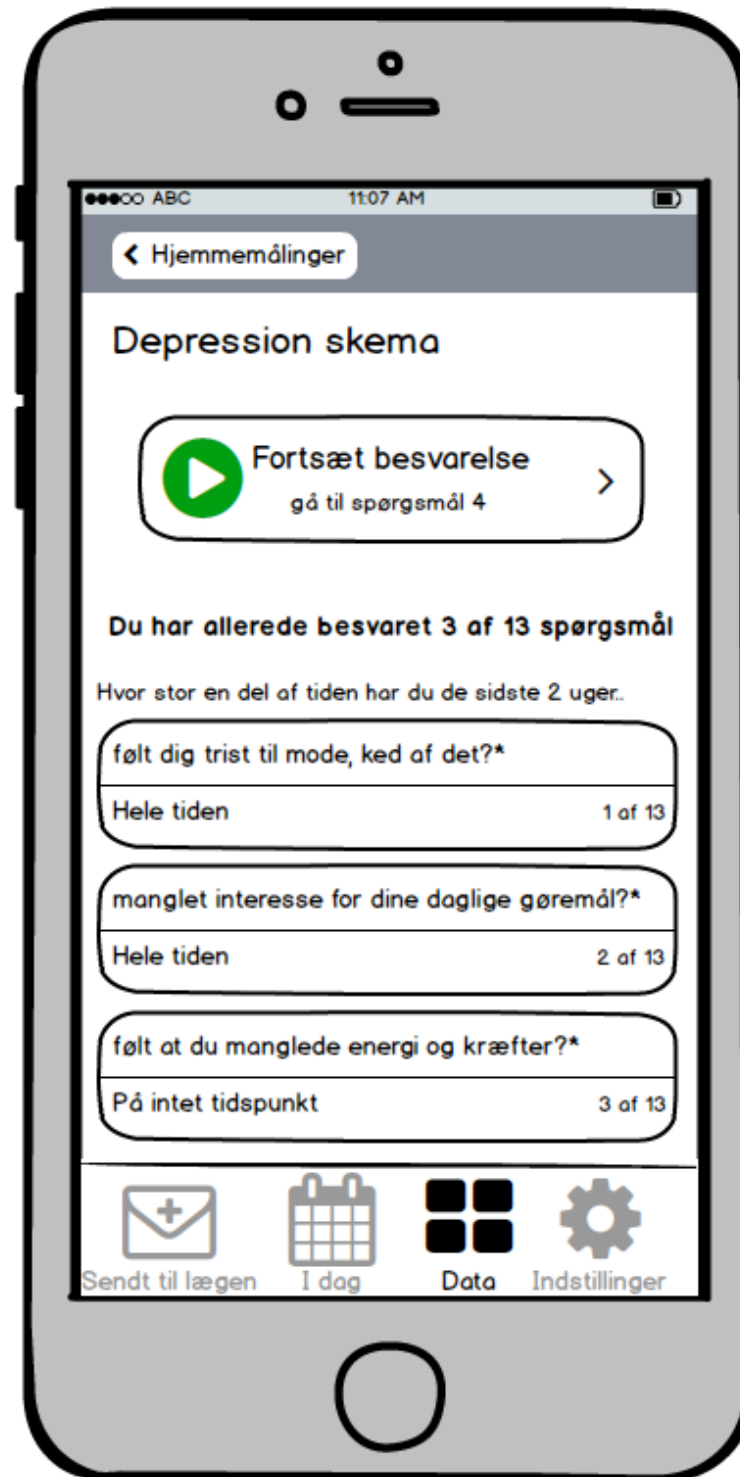 ABC 11:07 AM
Hjemmemålinger
Depression skema
Fortsæt besvarelse
gå til spørgsmål 4
Du har allerede besvaret 3 af 13 spørgsmål
Hvor stor en del af tiden har du de sidste 2 uger..
følt dig trist til mode, ked af det?*
Hele tiden 1 af 13
manglet interesse for dine daglige gøremål?*
Hele tiden 2 af 13
følt at du manglede energi og kræfter?*
På intet tidspunkt 3 af 13
Sendt til lægen I dag Data Indstillinger